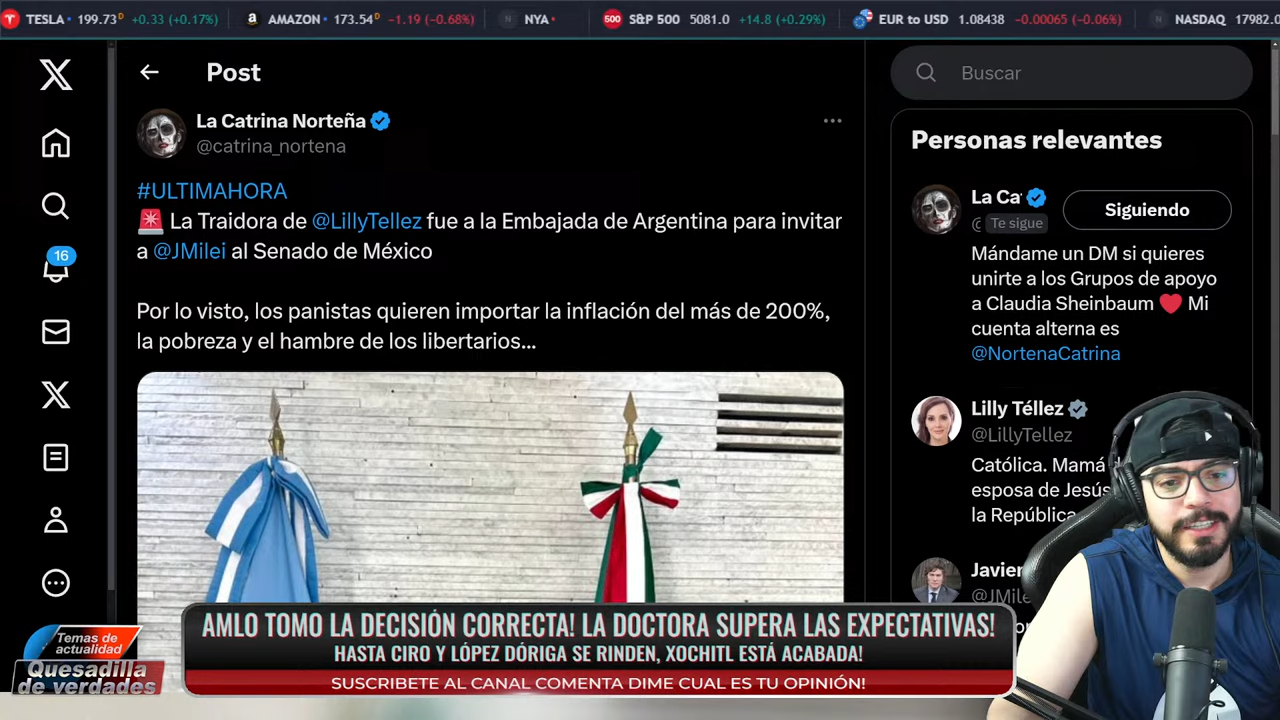 TESLA • 199.73 D +0.33 (+0.17%) AMAZON • 173.54 D −1.19 (−0.68%) N NYA • 500 S&P 500 5081.0 +14.8 (+0.29%) EUR to USD 1.08438 −0.00065 (−0.06%) N NASDAQ 17982.0
Post
La Catrina Norteña
@catrina_nortena
#ULTIMAHORA
🚨 La Traidora de @LillyTellez fue a la Embajada de Argentina para invitar
a @JMilei al Senado de México
Por lo visto, los panistas quieren importar la inflación del más de 200%,
la pobreza y el hambre de los libertarios...
16
Buscar
Personas relevantes
La Ca
Te sigue
Siguiendo
Mándame un DM si quieres
unirte a los Grupos de apoyo
a Claudia Sheinbaum ❤️ Mi
cuenta alterna es
@NortenaCatrina
Lilly Téllez
@LillyTellez
Católica. Mamá
esposa de Jesús
la República
Javier
@JMile
AMLO TOMO LA DECISIÓN CORRECTA! LA DOCTORA SUPERA LAS EXPECTATIVAS!
HASTA CIRO Y LÓPEZ DÓRIGA SE RINDEN, XOCHITL ESTÁ ACABADA!
SUSCRIBETE AL CANAL COMENTA DIME CUAL ES TU OPINIÓN!
Temas de
actualidad
Quesadilla
de verdades